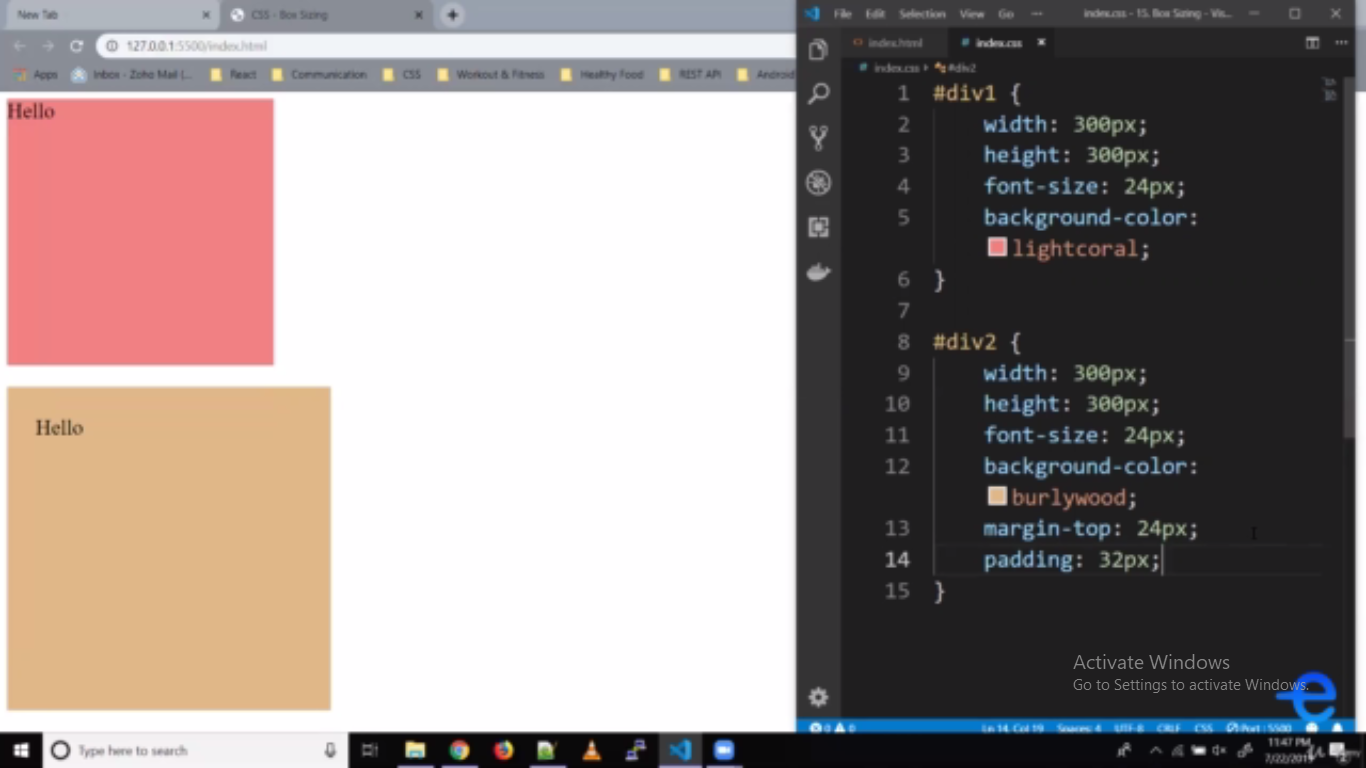 New Tab
CSS - Box Sizing
127.0.0.1:5500/index.html
Apps
Inbox - Zoho Mail (...
React
Communication
CSS
Workout & Fitness
Healthy Food
REST API
Android
Hello
Hello
File Edit Selection View Go ··· index.css - 15. Box Sizing - Vis...
index.html
index.css
index.css › #div2
1 #div1 {
2 width: 300px;
3 height: 300px;
4 font-size: 24px;
5 background-color:
lightcoral;
6 }
7
8 #div2 {
9 width: 300px;
10 height: 300px;
11 font-size: 24px;
12 background-color:
burlywood;
13 margin-top: 24px;
14 padding: 32px;
15 }
Activate Windows
Go to Settings to activate Windows.
0 0 Ln 14, Col 19 Spaces: 4 UTF-8 CRLF CSS Port : 5500
Type here to search
11:47 PM